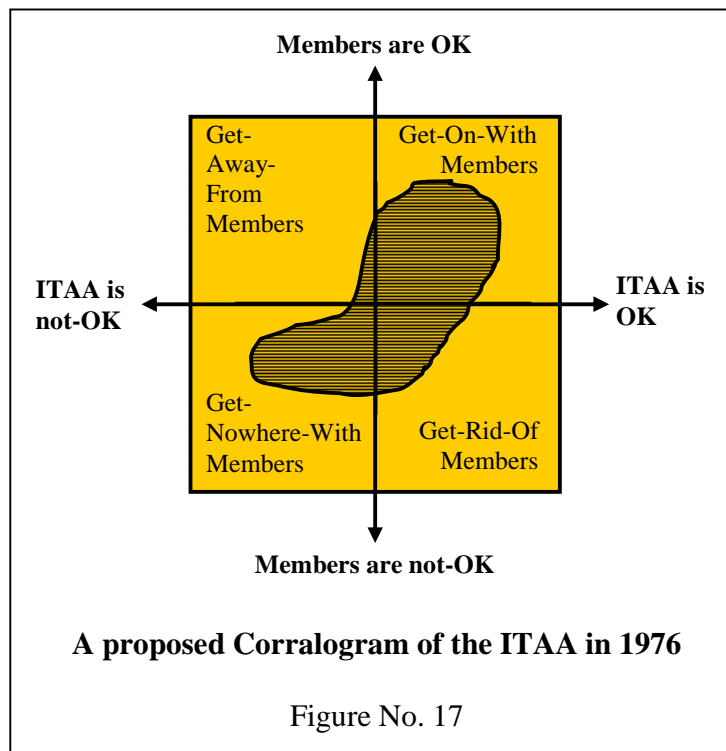 Members are OK
Get-
Away-
From
Members
Get-On-With
Members
ITAA is
not-OK
ITAA is
OK
Get-
Nowhere-With
Members
Get-Rid-Of
Members
Members are not-OK
A proposed Corralogram of the ITAA in 1976
Figure No. 17